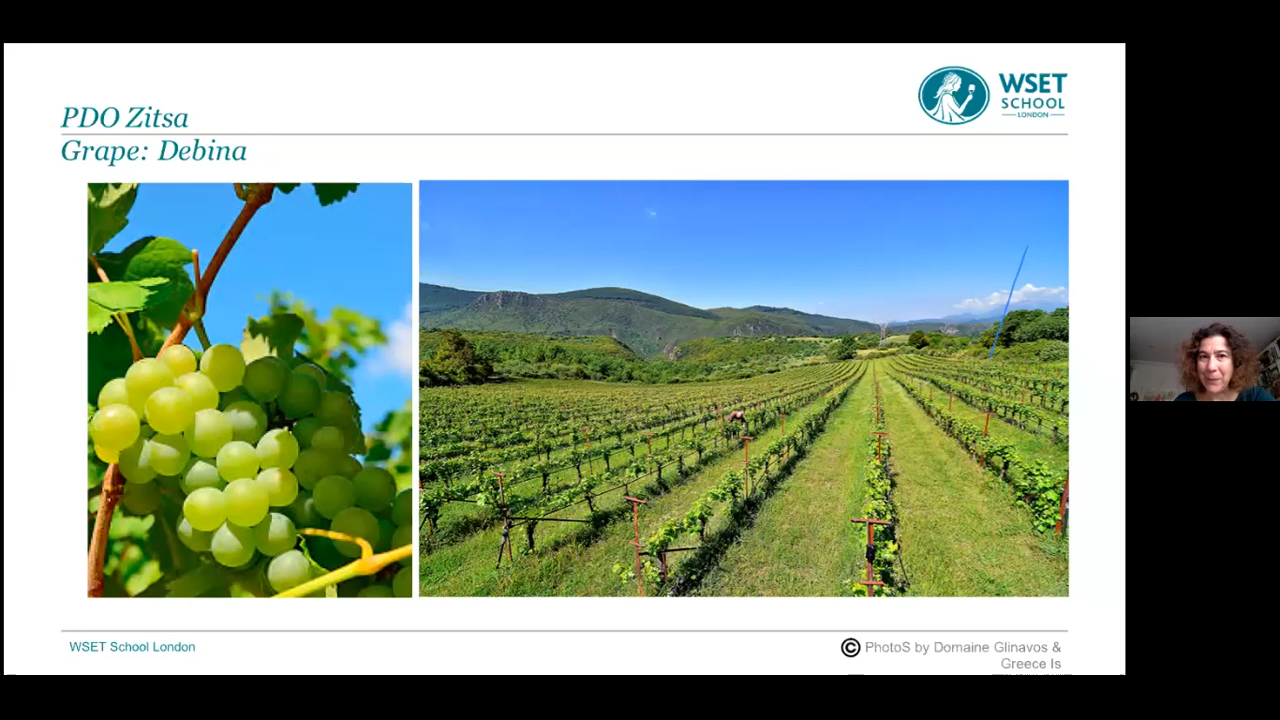 WSET
SCHOOL
LONDON
PDO Zitsa
Grape: Debina
WSET School London
© PhotoS by Domaine Glinavos &
Greece Is